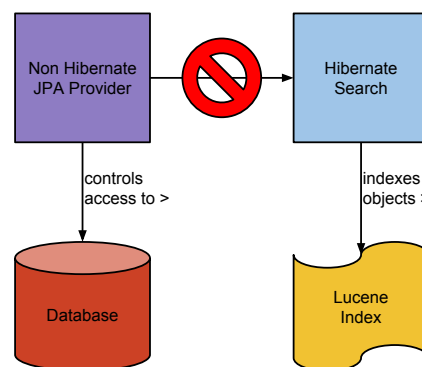 Non Hibernate
JPA Provider
Hibernate
Search
controls
access to >
indexes
objects >
Database
Lucene
Index